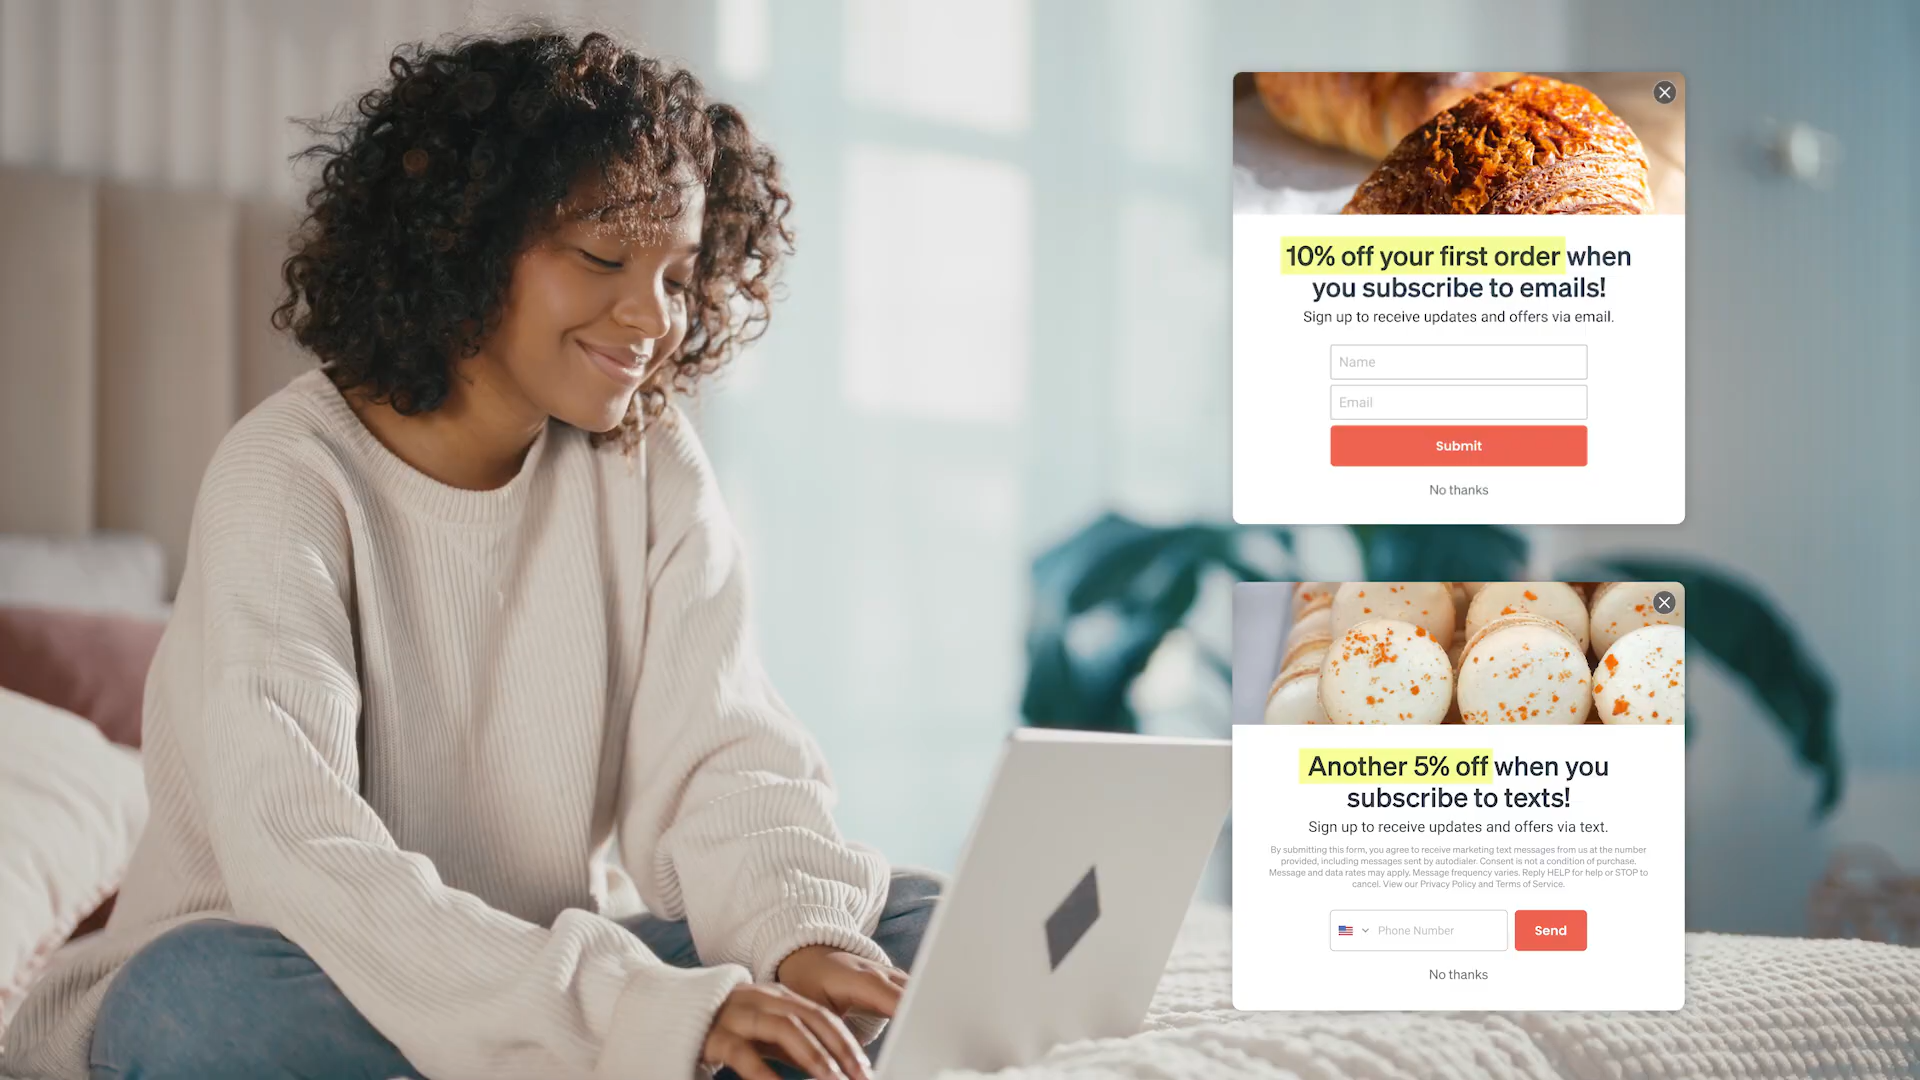 10% off your first order when
you subscribe to emails!
Sign up to receive updates and offers via email.
Name
Email
Submit
No thanks
Another 5% off when you
subscribe to texts!
Sign up to receive updates and offers via text.
By submitting this form, you agree to receive marketing text messages from us at the number
provided, including messages sent by autodialer. Consent is not a condition of purchase.
Message and data rates may apply. Message frequency varies. Reply HELP for help or STOP to
cancel. View our Privacy Policy and Terms of Service.
Phone Number
Send
No thanks